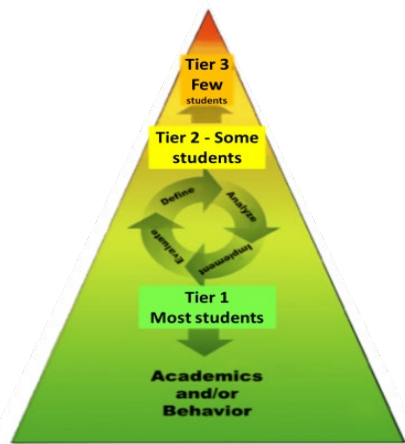 Tier 3
Few
students
Tier 2 - Some
students
Define
Analyze
Implement
Evaluate
Tier 1
Most students
Academics
and/or
Behavior